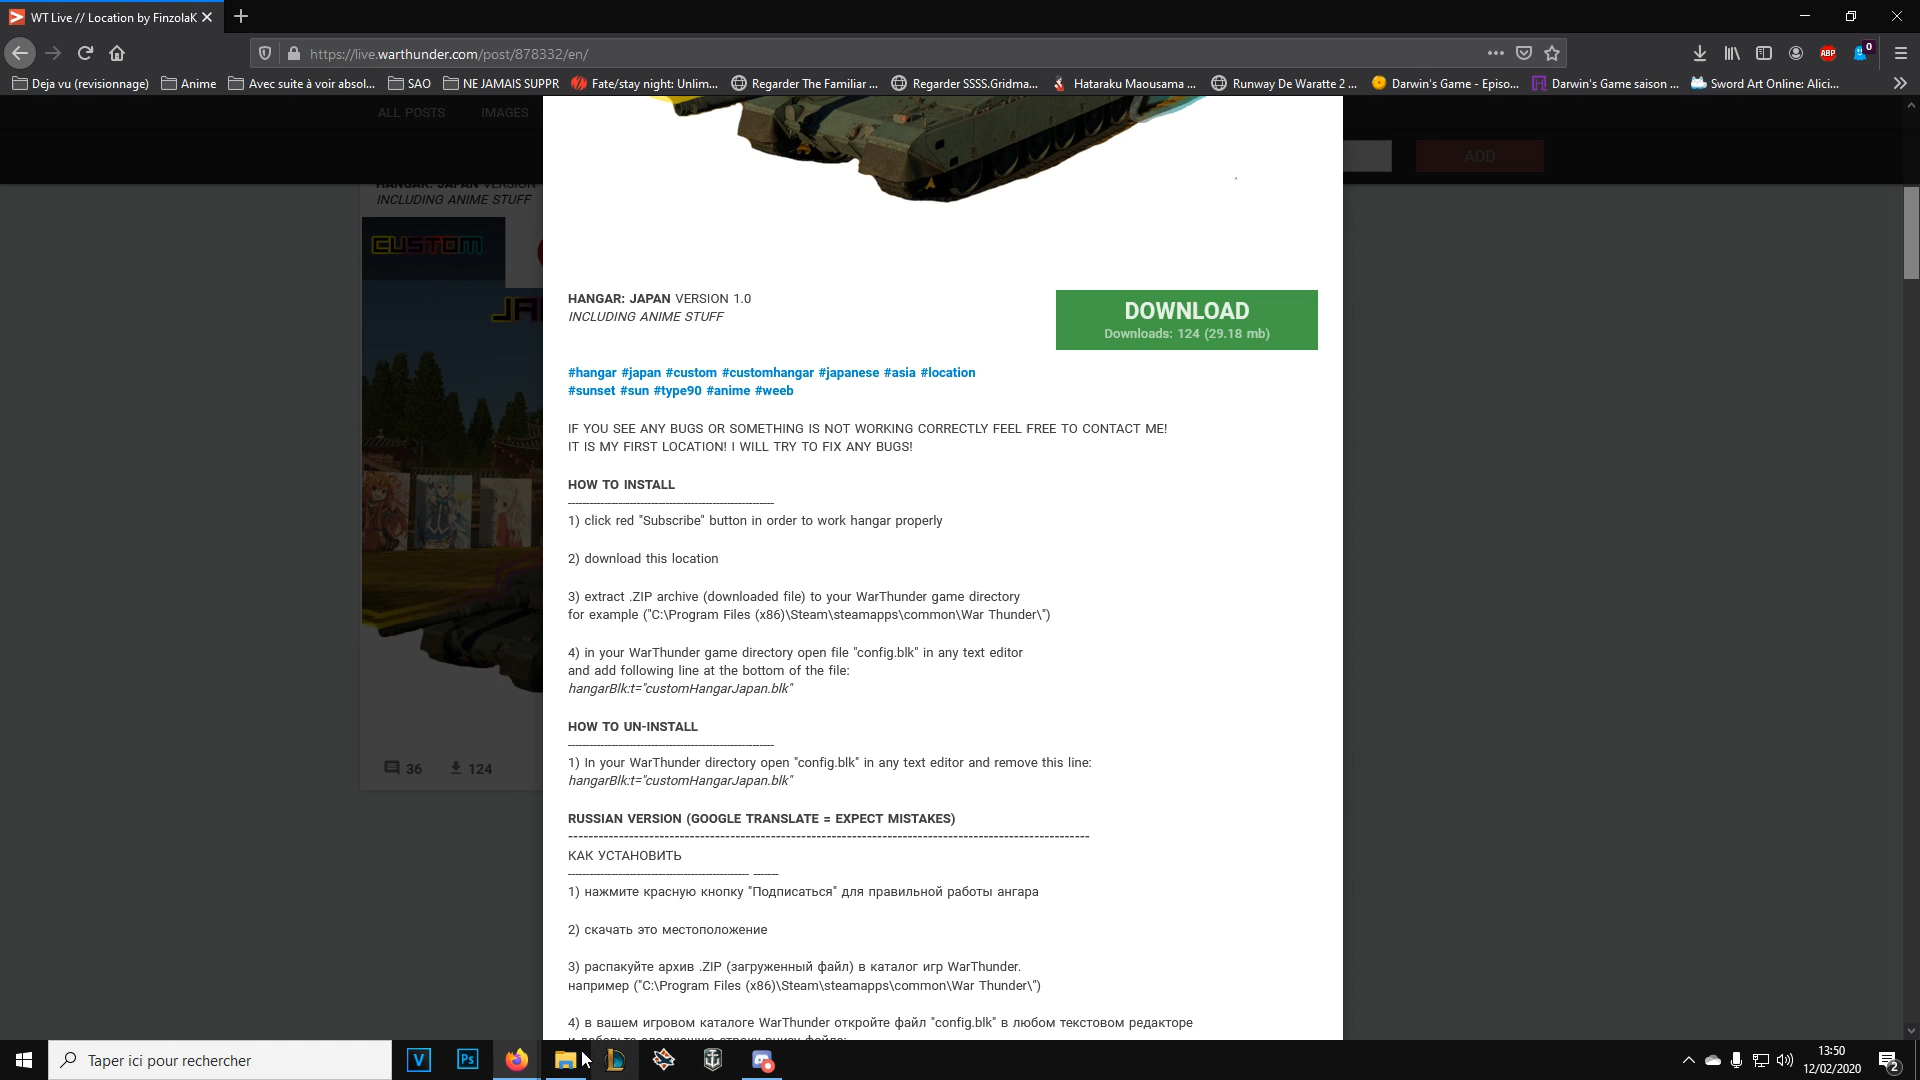 WT Live // Location by FinzolaK
https://live.warthunder.com/post/878332/en/
ABP
0
Deja vu (revisionnage)
Anime
Avec suite à voir absol...
SAO
NE JAMAIS SUPPR
Fate/stay night: Unlim...
Regarder The Familiar ...
Regarder SSSS.Gridma...
Hataraku Maousama ...
Runway De Waratte 2 ...
Darwin's Game - Episo...
Darwin's Game saison ...
Sword Art Online: Alici...
ALL POSTS
IMAGES
ADD
HANGAR: JAPAN VERSION
INCLUDING ANIME STUFF
CUSTOM
36
124
HANGAR: JAPAN VERSION 1.0
INCLUDING ANIME STUFF
DOWNLOAD
Downloads: 124 (29.18 mb)
#hangar #japan #custom #customhangar #japanese #asia #location
#sunset #sun #type90 #anime #weeb
IF YOU SEE ANY BUGS OR SOMETHING IS NOT WORKING CORRECTLY FEEL FREE TO CONTACT ME!
IT IS MY FIRST LOCATION! I WILL TRY TO FIX ANY BUGS!
HOW TO INSTALL
1) click red "Subscribe" button in order to work hangar properly
2) download this location
3) extract .ZIP archive (downloaded file) to your WarThunder game directory
for example ("C:\Program Files (x86)\Steam\steamapps\common\War Thunder\")
4) in your WarThunder game directory open file "config.blk" in any text editor
and add following line at the bottom of the file:
hangarBlk:t="customHangarJapan.blk"
HOW TO UN-INSTALL
1) In your WarThunder directory open "config.blk" in any text editor and remove this line:
hangarBlk:t="customHangarJapan.blk"
RUSSIAN VERSION (GOOGLE TRANSLATE = EXPECT MISTAKES)
КАК УСТАНОВИТЬ
1) нажмите красную кнопку "Подписаться" для правильной работы ангара
2) скачать это местоположение
3) распакуйте архив .ZIP (загруженный файл) в каталог игр WarThunder.
например ("C:\Program Files (x86)\Steam\steamapps\common\War Thunder\")
4) в вашем игровом каталоге WarThunder откройте файл "config.blk" в любом текстовом редакторе
Taper ici pour rechercher
V
Ps
13:50
12/02/2020
2